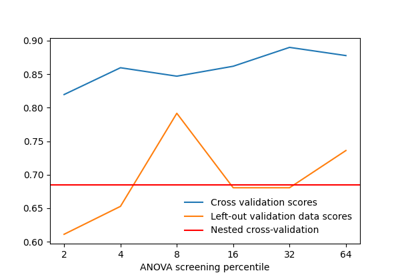 0.90
0.85
0.80
0.75
0.70
0.65
0.60
Cross validation scores
Left-out validation data scores
Nested cross-validation
2 4 8 16 32 64
ANOVA screening percentile